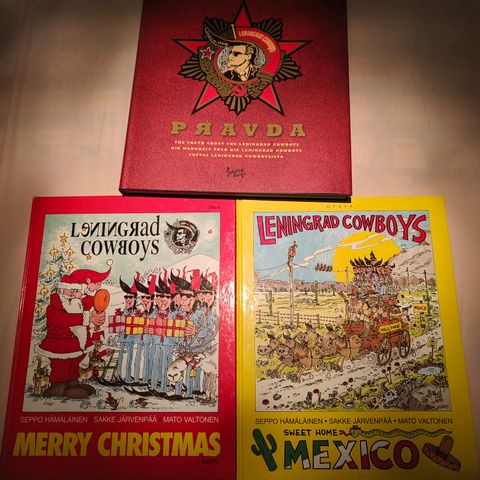 LENINGRAD COWBOYS
PЯAVDA
THE TRUTH ABOUT THE LENINGRAD COWBOYS
DIE WAHRHEIT ÜBER DIE LENINGRAD COWBOYS
TOTUUS LENINGRAD COWBOYSISTA
LENINGRAD
COWBOYS
SEPPO HÄMÄLÄINEN SAKKE JÄRVENPÄÄ MATO VALTONEN
MERRY CHRISTMAS
OTAVA
LENINGRAD COWBOYS
SEPPO HÄMÄLÄINEN • SAKKE JÄRVENPÄÄ • MATO VALTONEN
SWEET HOME
MEXICO